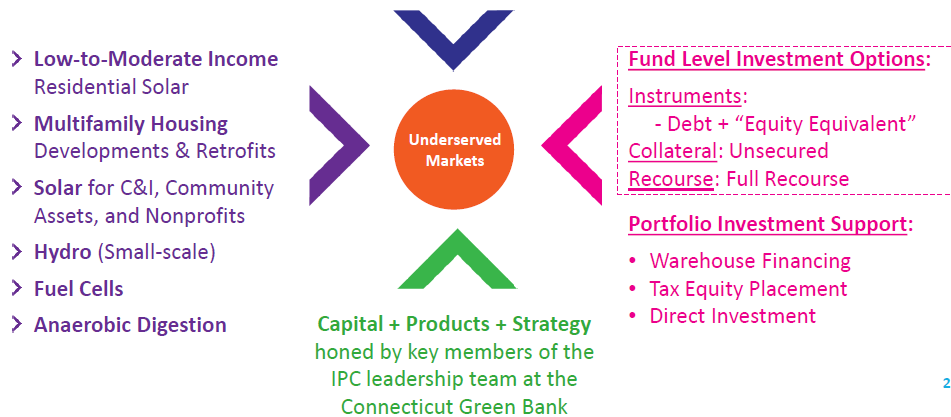 Low-to-Moderate Income
Residential Solar
Multifamily Housing
Developments & Retrofits
Solar for C&I, Community
Assets, and Nonprofits
Hydro (Small-scale)
Fuel Cells
Anaerobic Digestion
Underserved
Markets
Capital + Products + Strategy
honed by key members of the
IPC leadership team at the
Connecticut Green Bank
Fund Level Investment Options:
Instruments:
- Debt + “Equity Equivalent”
Collateral: Unsecured
Recourse: Full Recourse
Portfolio Investment Support:
• Warehouse Financing
• Tax Equity Placement
• Direct Investment
2